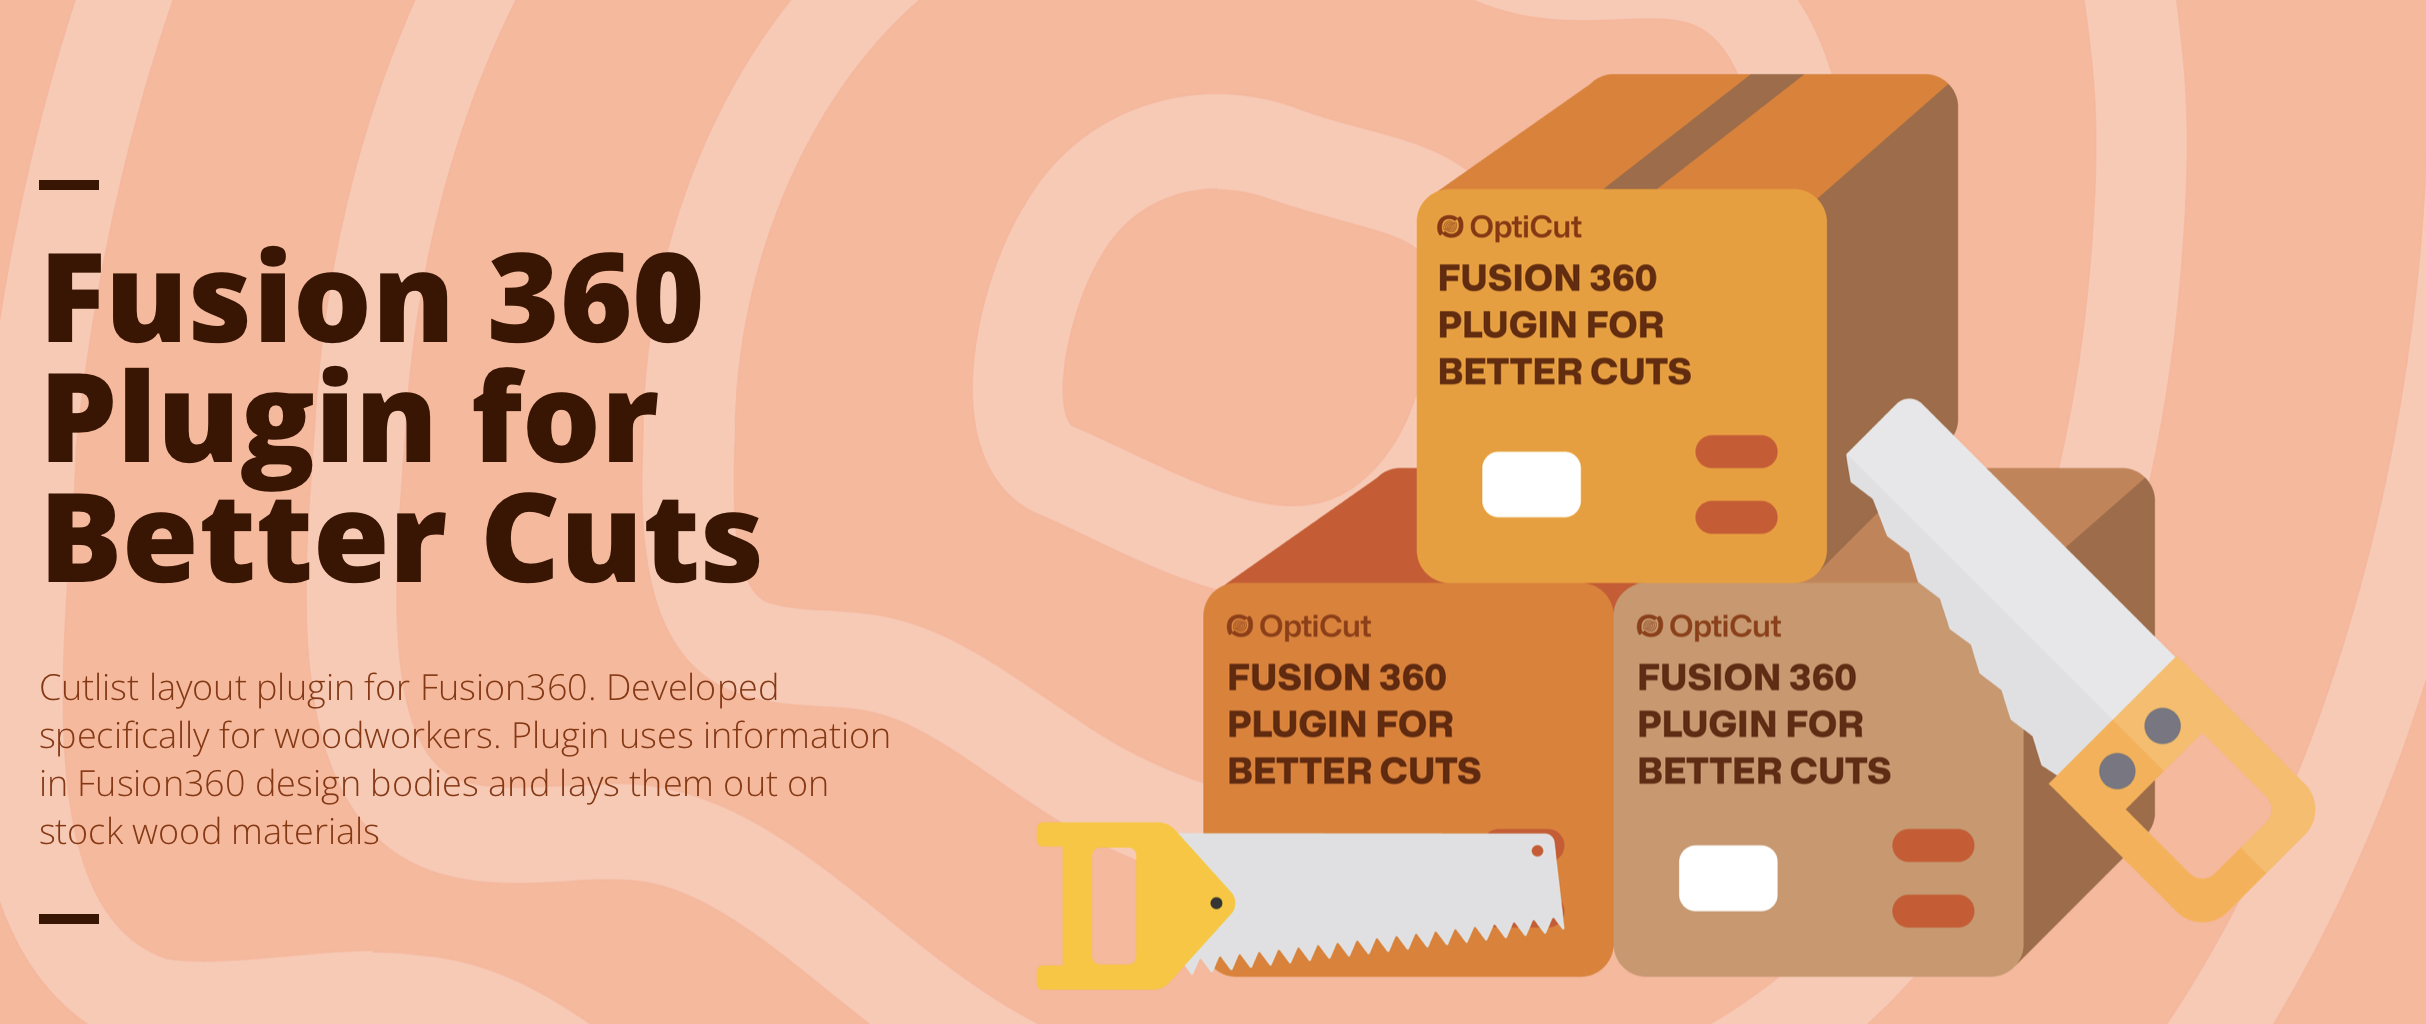 Fusion 360
Plugin for
Better Cuts
Cutlist layout plugin for Fusion360. Developed
specifically for woodworkers. Plugin uses information
in Fusion360 design bodies and lays them out on
stock wood materials
OptiCut
FUSION 360
PLUGIN FOR
BETTER CUTS
OptiCut
FUSION 360
PLUGIN FOR
BETTER CUTS
OptiCut
FUSION 360
PLUGIN FOR
BETTER CUTS